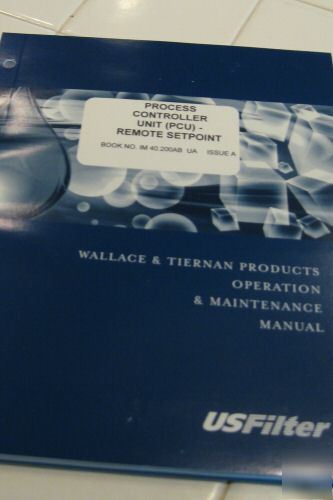 PROCESS
CONTROLLER
UNIT (PCU) -
REMOTE SETPOINT
BOOK NO. IM 40.200AB UA ISSUE A
WALLACE & TIERNAN PRODUCTS
OPERATION
& MAINTENANCE
MANUAL
USFilter